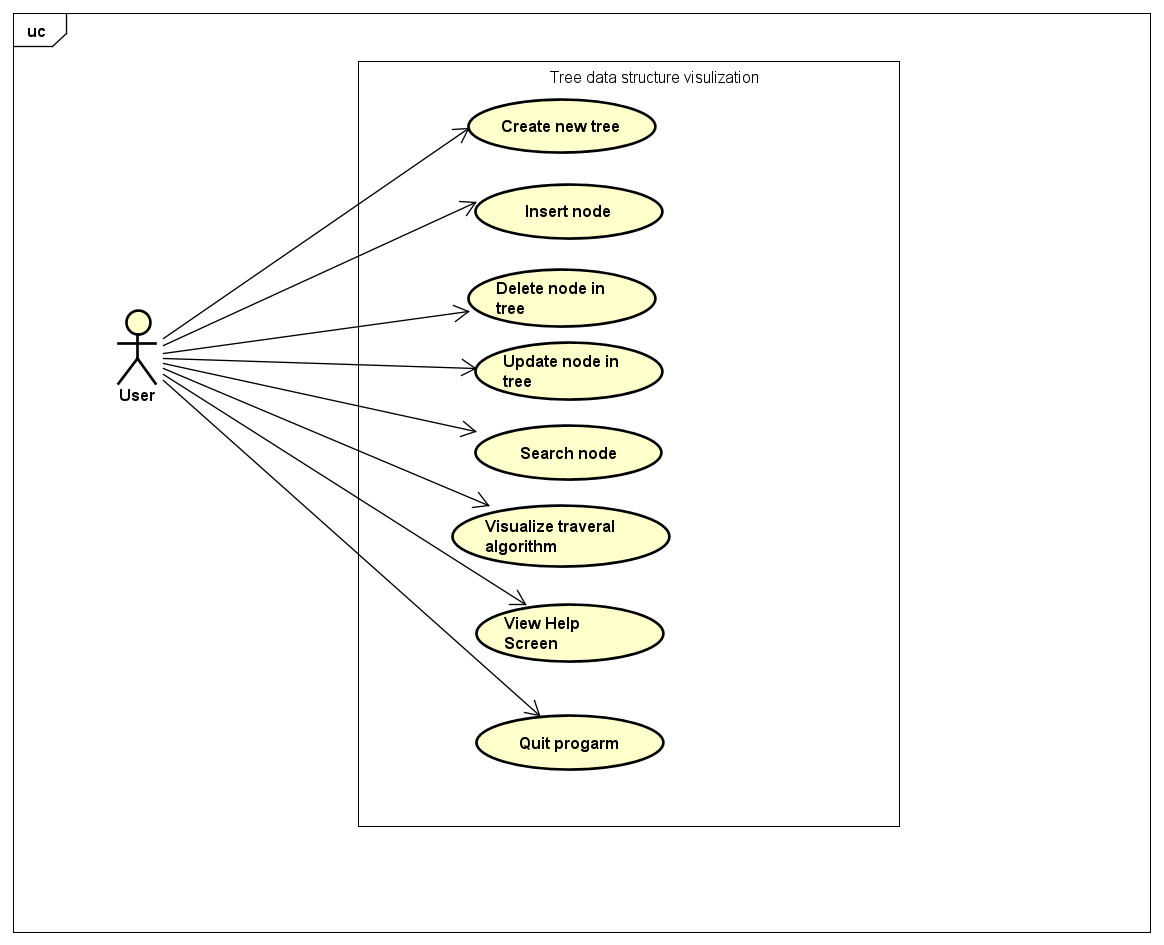 uc
Tree data structure visulization
Create new tree
Insert node
Delete node in
tree
Update node in
tree
User
Search node
Visualize traveral
algorithm
View Help
Screen
Quit progarm